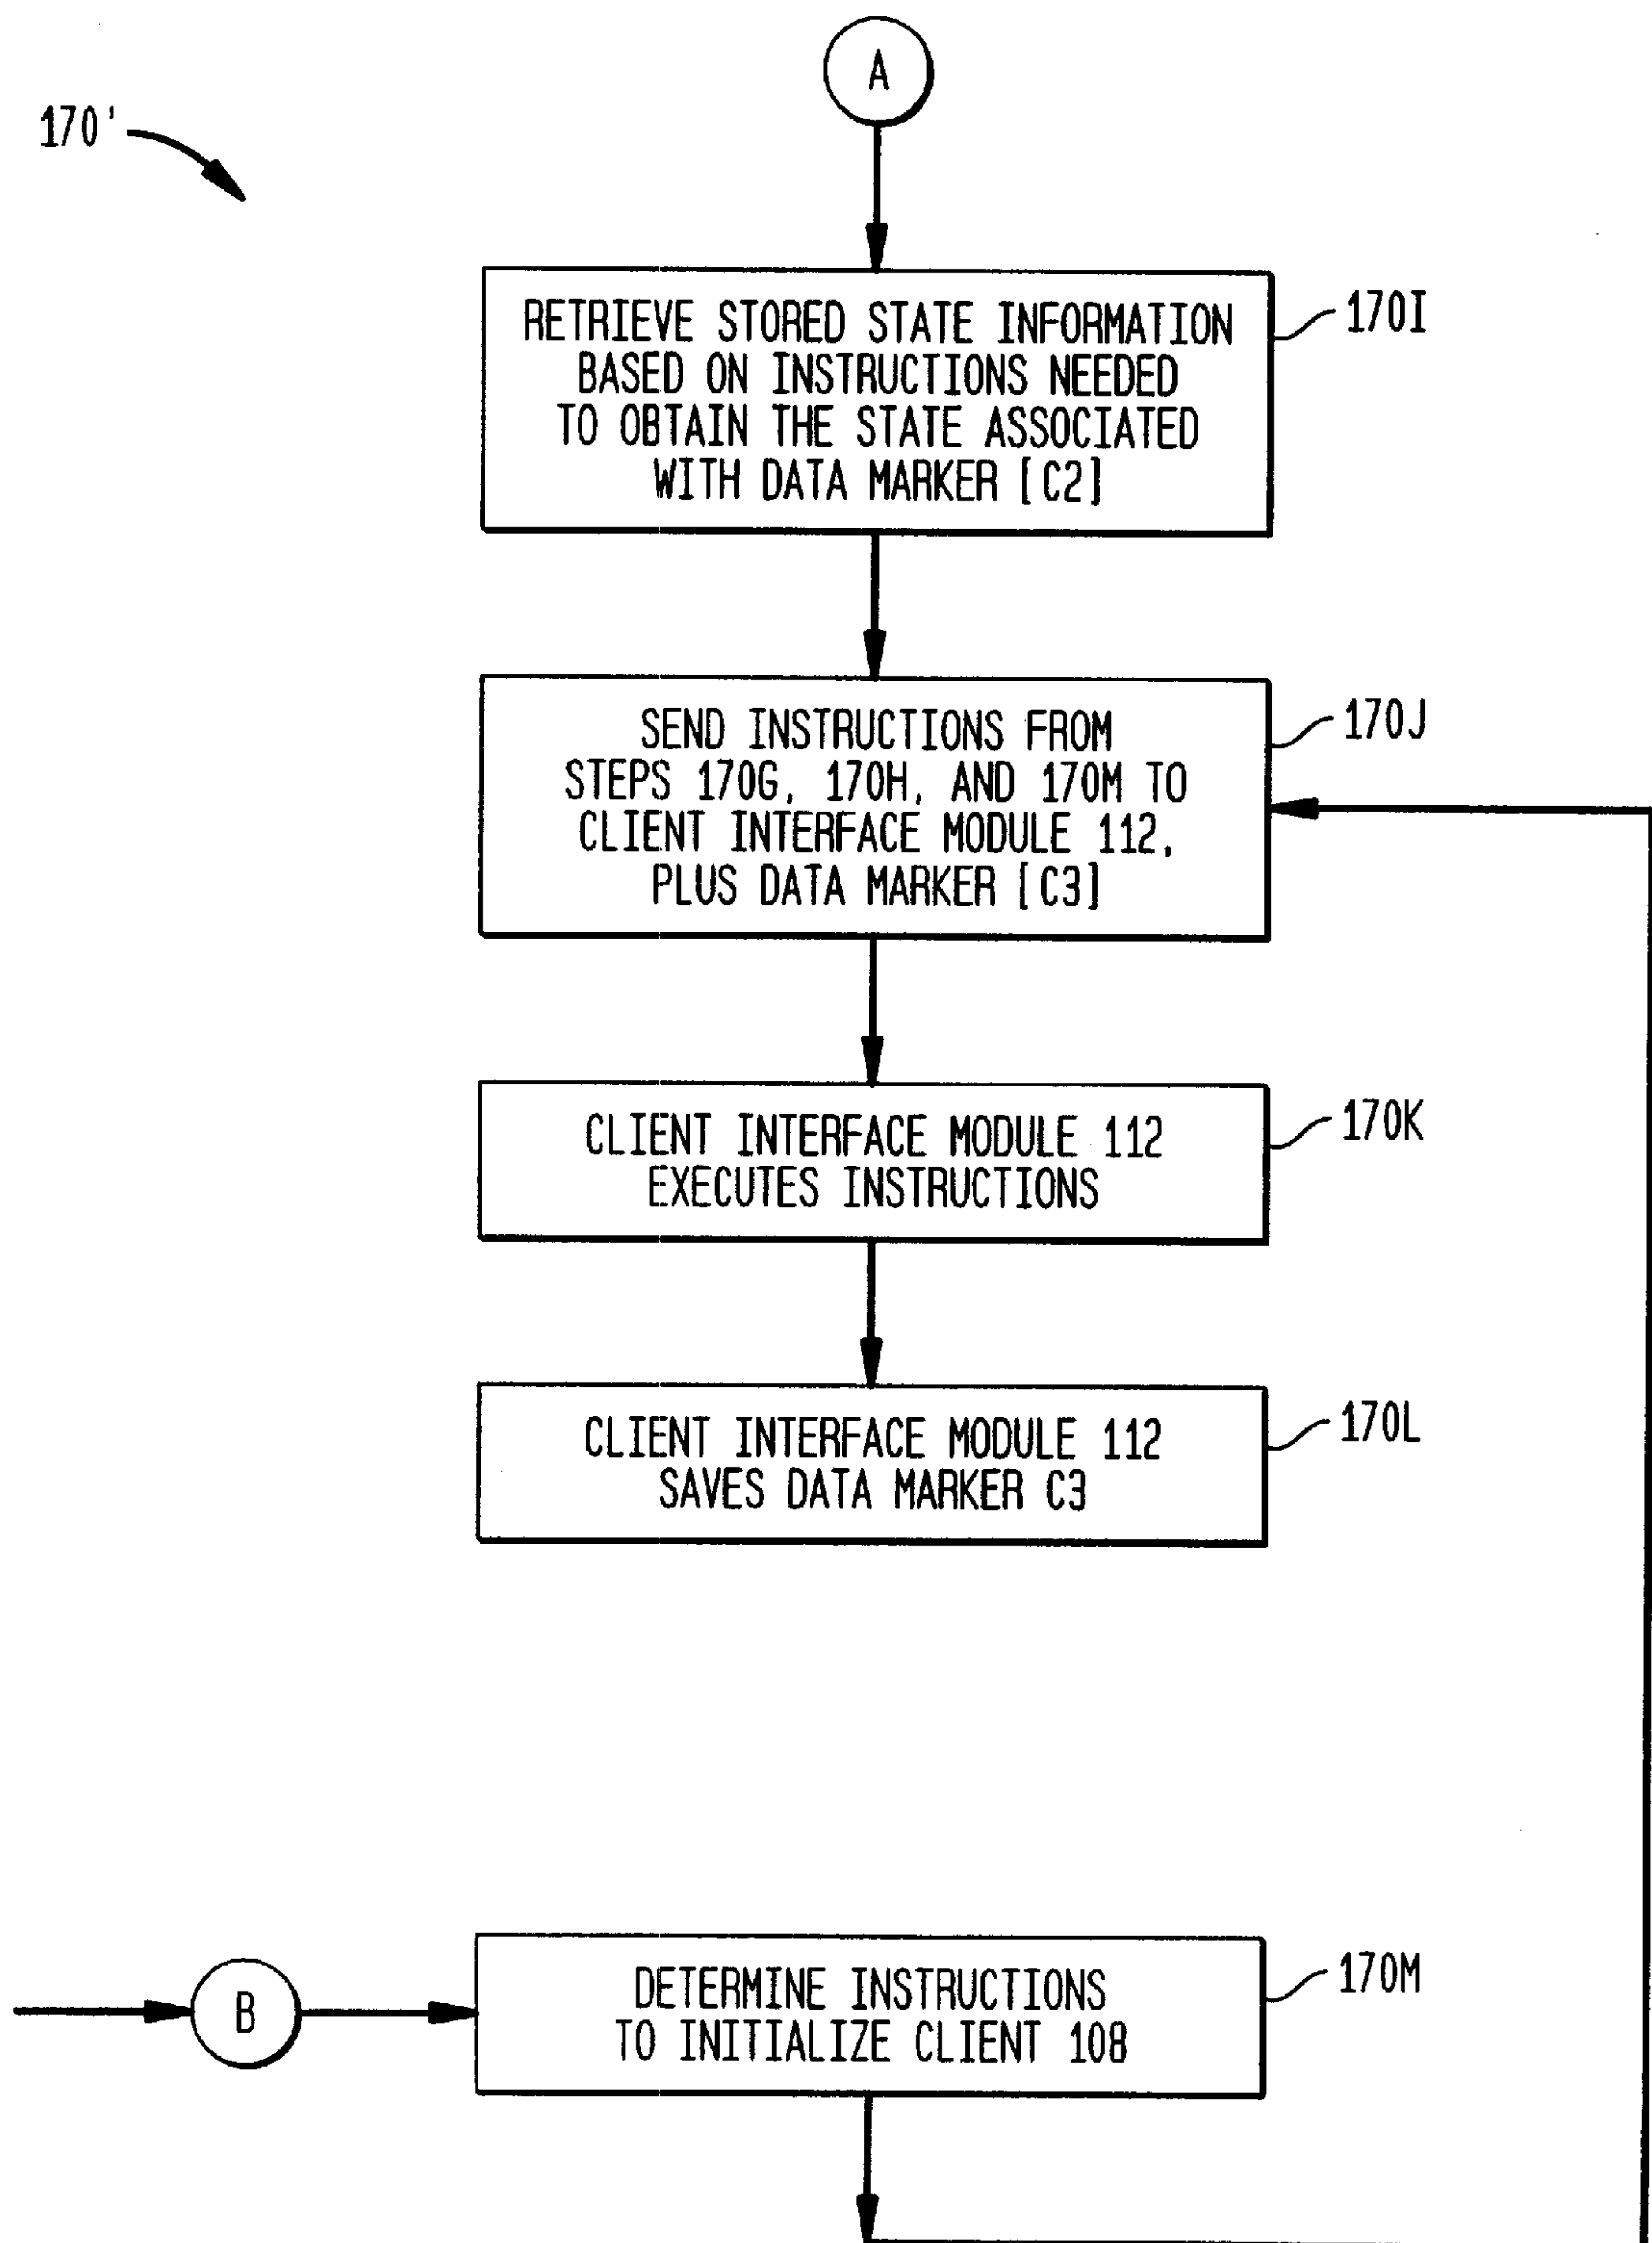 A
170'
RETRIEVE STORED STATE INFORMATION
BASED ON INSTRUCTIONS NEEDED
TO OBTAIN THE STATE ASSOCIATED
WITH DATA MARKER [C2]
170I
SEND INSTRUCTIONS FROM
STEPS 170G, 170H, AND 170M TO
CLIENT INTERFACE MODULE 112,
PLUS DATA MARKER [C3]
170J
CLIENT INTERFACE MODULE 112
EXECUTES INSTRUCTIONS
170K
CLIENT INTERFACE MODULE 112
SAVES DATA MARKER C3
170L
B
DETERMINE INSTRUCTIONS
TO INITIALIZE CLIENT 108
170M